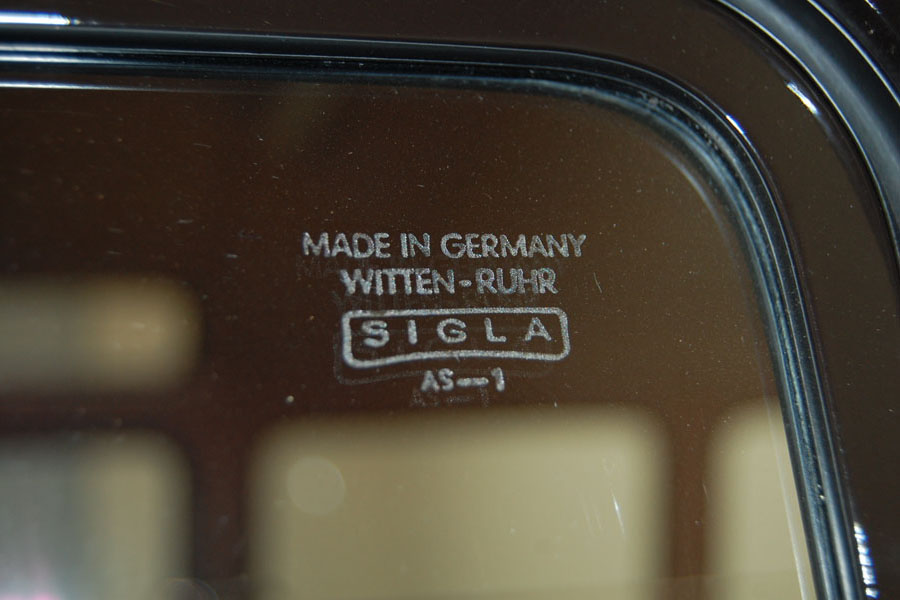 MADE IN GERMANY
WITTEN-RUHR
SIGLA
AS-1